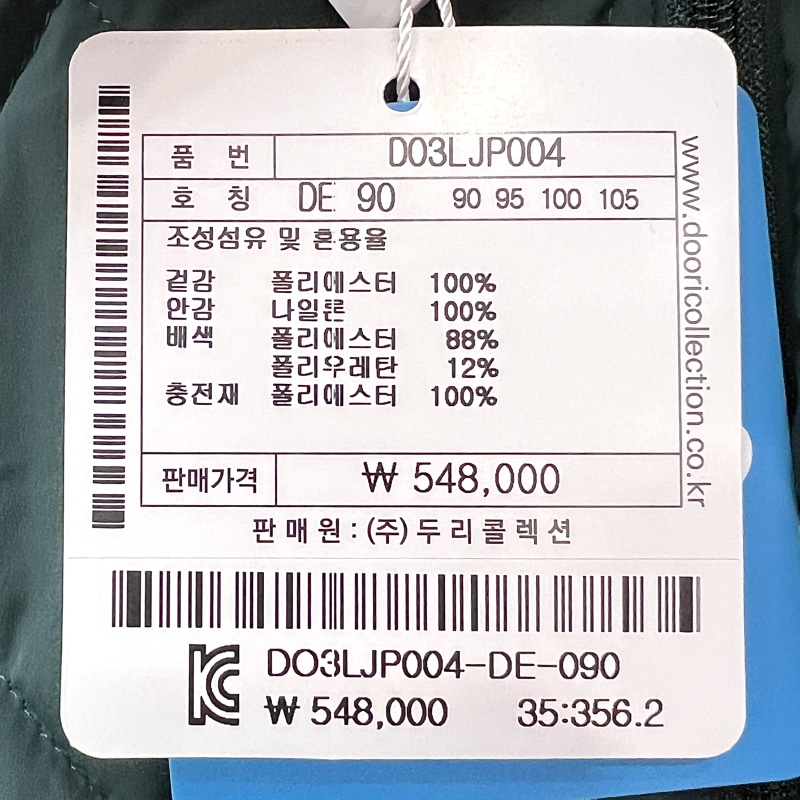 품 번 D03LJP004
호 칭 DE 90 90 95 100 105
조성섬유 및 혼용율
겉감 폴리에스터 100%
안감 나일론 100%
배색 폴리에스터 88%
폴리우레탄 12%
충전재 폴리에스터 100%
판매가격 ₩ 548,000
판 매 원 : (주) 두 리 콜 렉 션
www.dooricollection.co.kr
DO3LJP004-DE-090
₩ 548,000 35:356.2